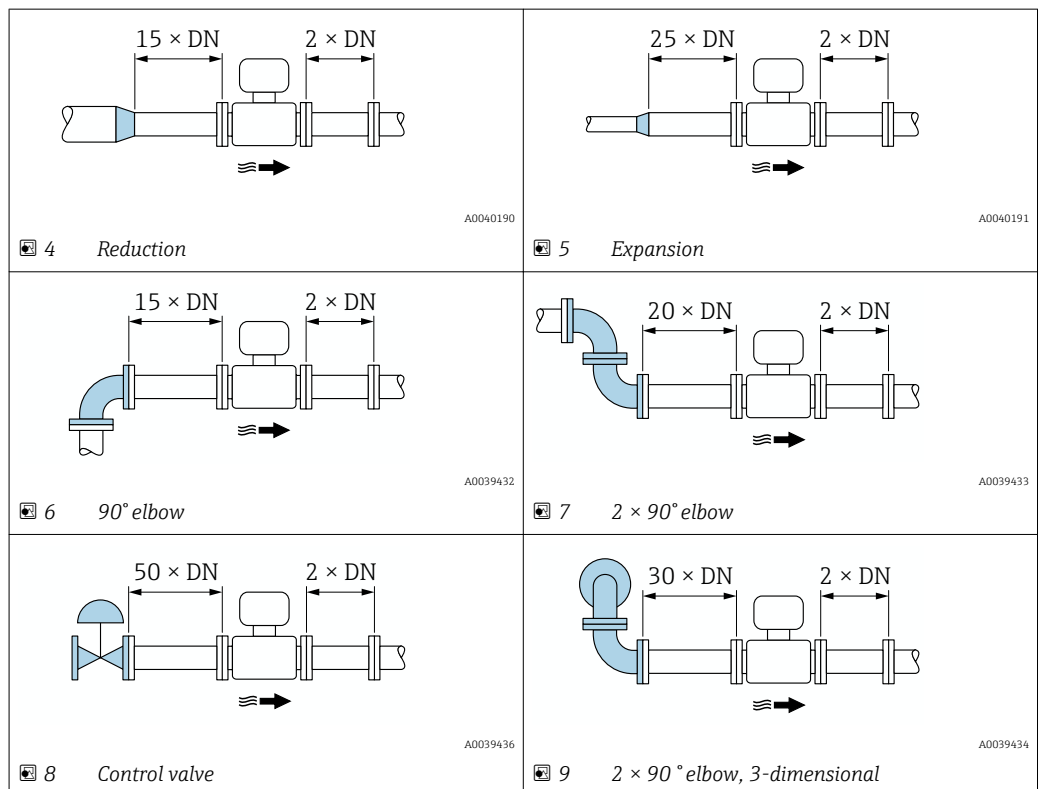 15 × DN 2 × DN
A0040190
4 Reduction
25 × DN 2 × DN
A0040191
5 Expansion
15 × DN 2 × DN
A0039432
6 90° elbow
20 × DN 2 × DN
A0039433
7 2 × 90° elbow
50 × DN 2 × DN
A0039436
8 Control valve
30 × DN 2 × DN
A0039434
9 2 × 90 ° elbow, 3-dimensional